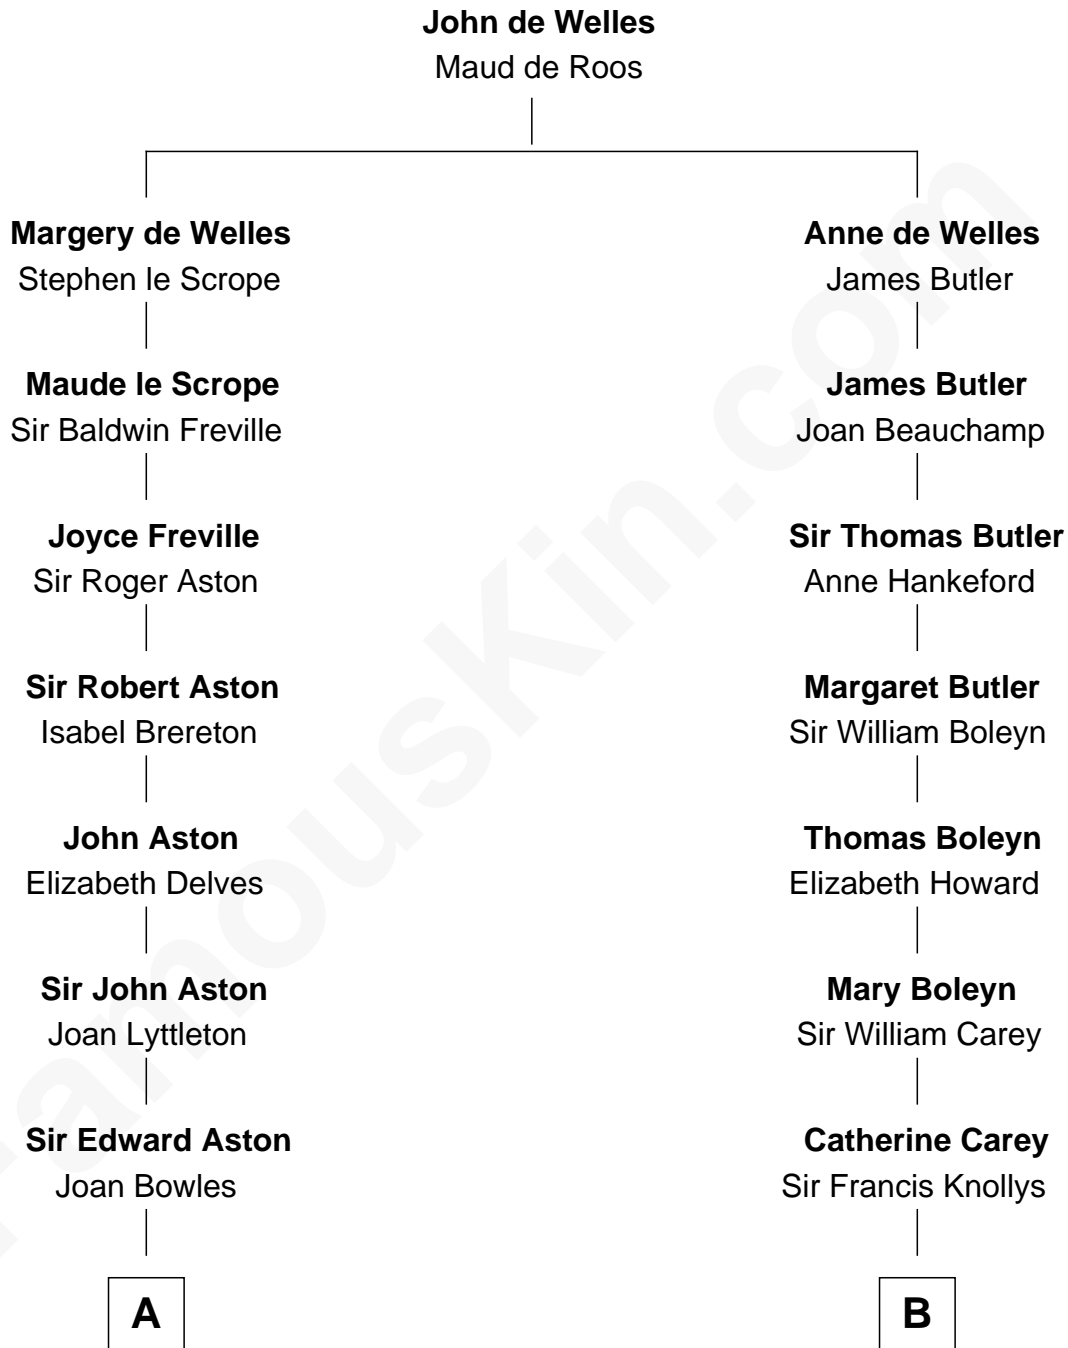 John de Welles
Maud de Roos
Margery de Welles
Stephen le Scrope
Anne de Welles
James Butler
Maude le Scrope
Sir Baldwin Freville
James Butler
Joan Beauchamp
Joyce Freville
Sir Roger Aston
Sir Thomas Butler
Anne Hankeford
Sir Robert Aston
Isabel Brereton
Margaret Butler
Sir William Boleyn
John Aston
Elizabeth Delves
Thomas Boleyn
Elizabeth Howard
Sir John Aston
Joan Lyttleton
Mary Boleyn
Sir William Carey
Sir Edward Aston
Joan Bowles
Catherine Carey
Sir Francis Knollys
A
B
FamousKin.com